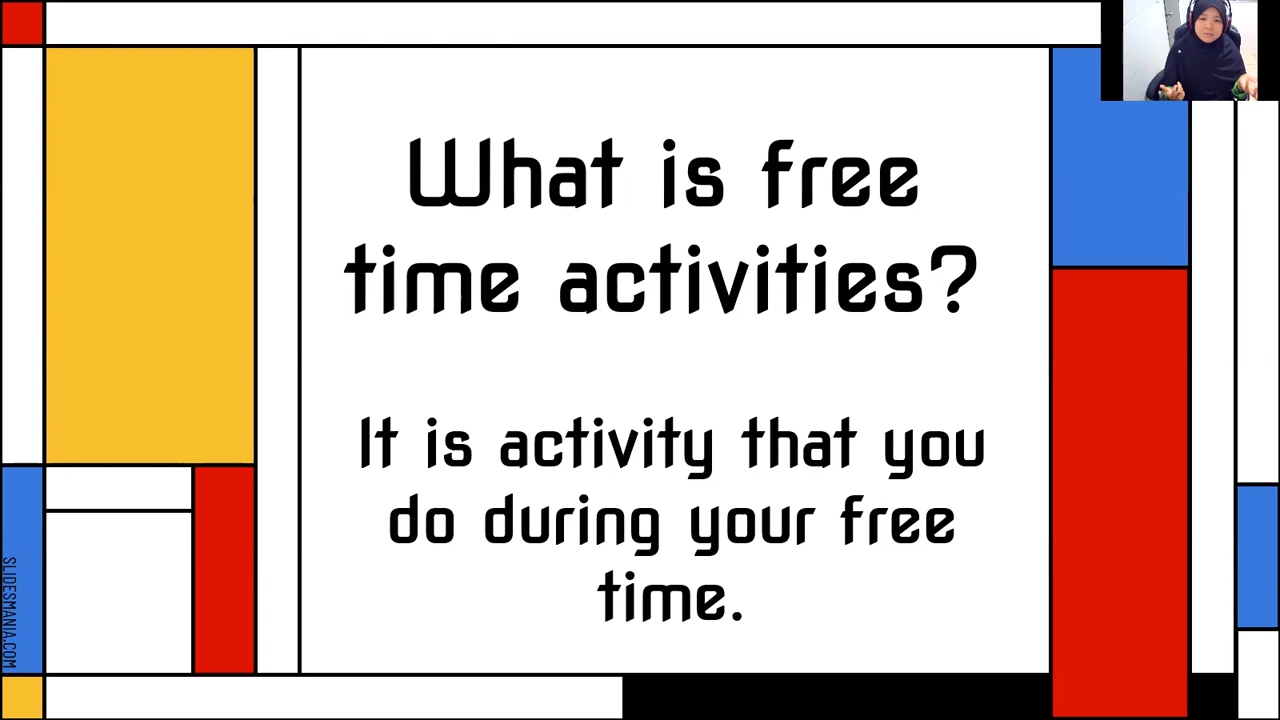 What is free
time activities?
It is activity that you
do during your free
time.
SLIDESMANIA.COM